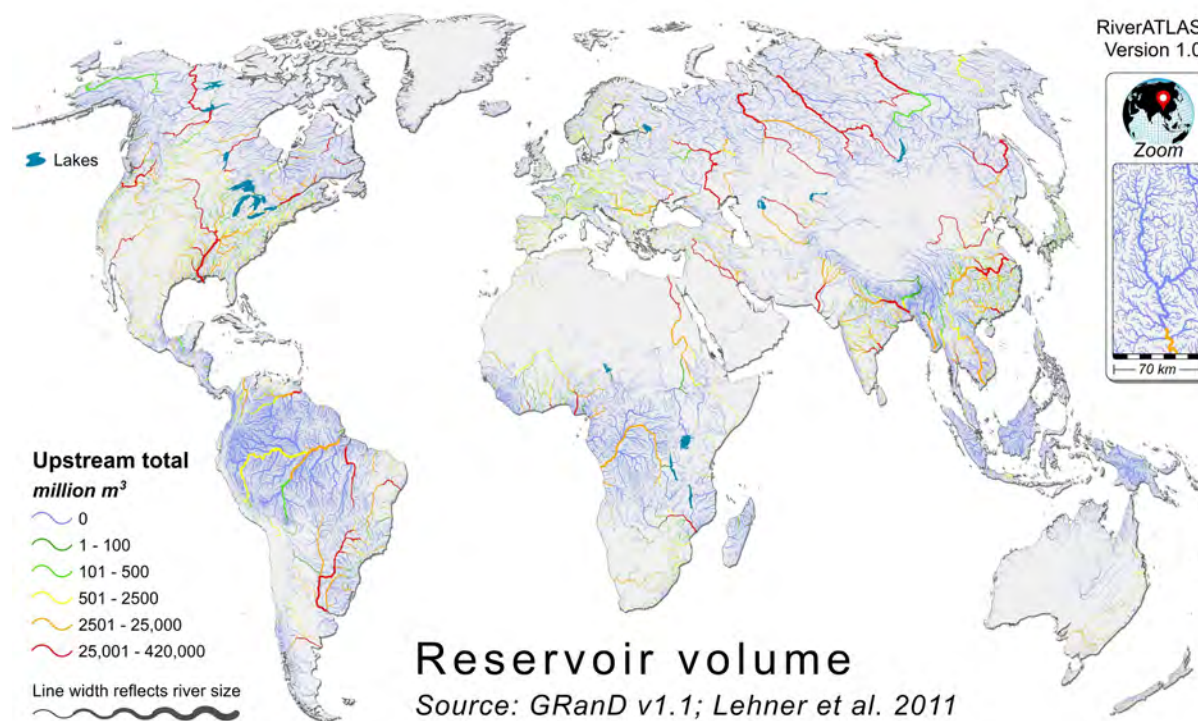 RiverATLAS
Version 1.0
Zoom
70 km
Lakes
Upstream total
million m³
0
1 - 100
101 - 500
501 - 2500
2501 - 25,000
25,001 - 420,000
Line width reflects river size
Reservoir volume
Source: GRanD v1.1; Lehner et al. 2011